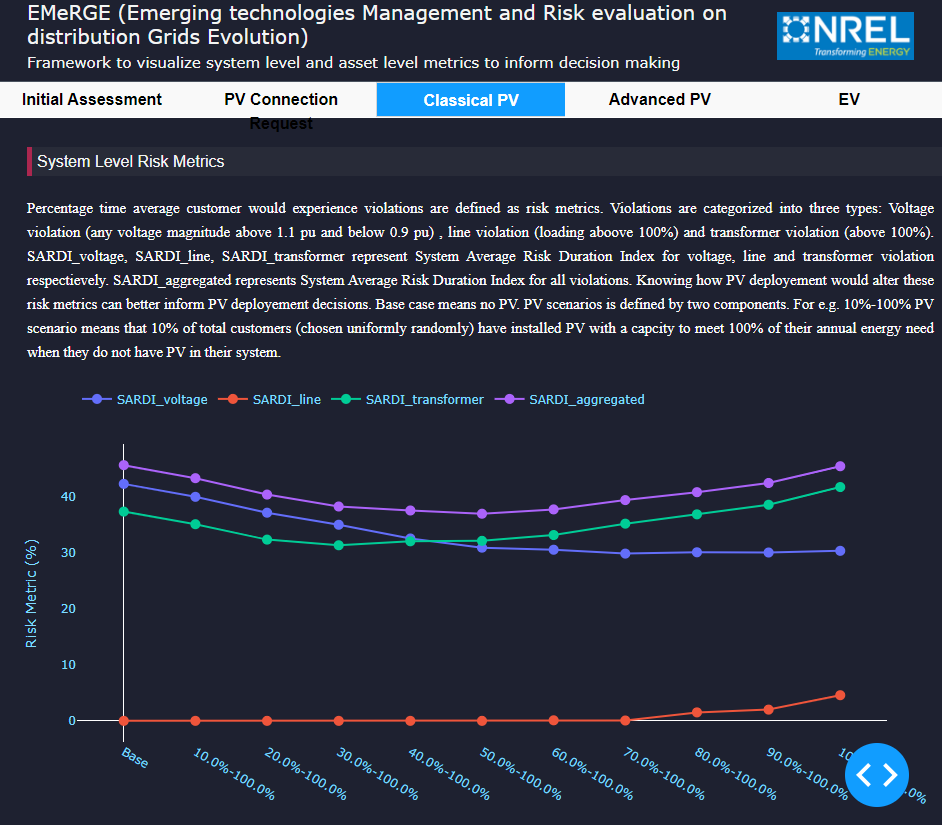 EMeRGE (Emerging technologies Management and Risk evaluation on
distribution Grids Evolution)
NREL
Transforming ENERGY
Framework to visualize system level and asset level metrics to inform decision making
Initial Assessment
PV Connection
Request
Classical PV
Advanced PV
EV
System Level Risk Metrics
Percentage time average customer would experience violations are defined as risk metrics. Violations are categorized into three types: Voltage
violation (any voltage magnitude above 1.1 pu and below 0.9 pu) , line violation (loading aboove 100%) and transformer violation (above 100%).
SARDI_voltage, SARDI_line, SARDI_transformer represent System Average Risk Duration Index for voltage, line and transformer violation
respectievely. SARDI_aggregated represents System Average Risk Duration Index for all violations. Knowing how PV deployement would alter these
risk metrics can better inform PV deployement decisions. Base case means no PV. PV scenarios is defined by two components. For e.g. 10%-100% PV
scenario means that 10% of total customers (chosen uniformly randomly) have installed PV with a capcity to meet 100% of their annual energy need
when they do not have PV in their system.
SARDI_voltage
SARDI_line
SARDI_transformer
SARDI_aggregated
Risk Metric (%)
40
30
20
10
0
Base
10.0%-100.0%
20.0%-100.0%
30.0%-100.0%
40.0%-100.0%
50.0%-100.0%
60.0%-100.0%
70.0%-100.0%
80.0%-100.0%
90.0%-100.0%